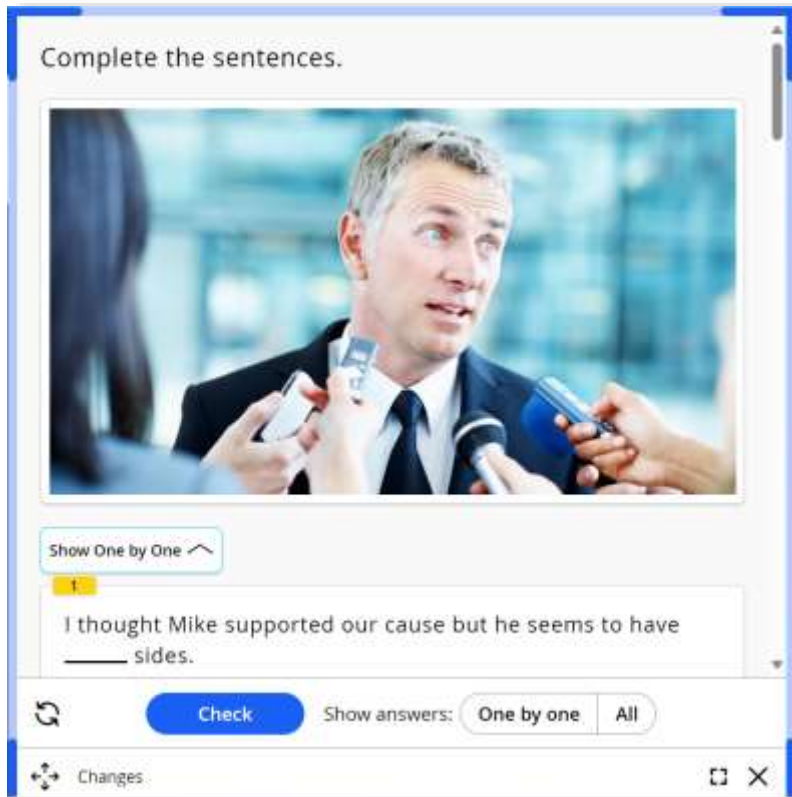 Complete the sentences.
Show One by One
1
I thought Mike supported our cause but he seems to have
_____ sides.
Check
Show answers:
One by one
All
Changes